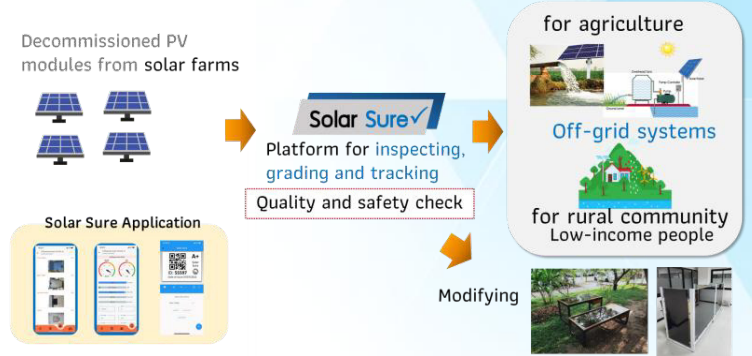 Decommissioned PV
modules from solar farms
Solar Sure
Platform for inspecting,
grading and tracking
Quality and safety check
Solar Sure Application
A+
for agriculture
Off-grid systems
for rural community
Low-income people
Modifying